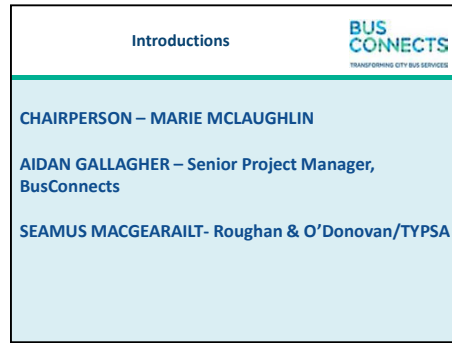 Introductions
BUS
CONNECTS
TRANSFORMING CITY BUS SERVICES
CHAIRPERSON – MARIE MCLAUGHLIN
AIDAN GALLAGHER – Senior Project Manager,
BusConnects
SEAMUS MACGEARAILT- Roughan & O’Donovan/TYPSA